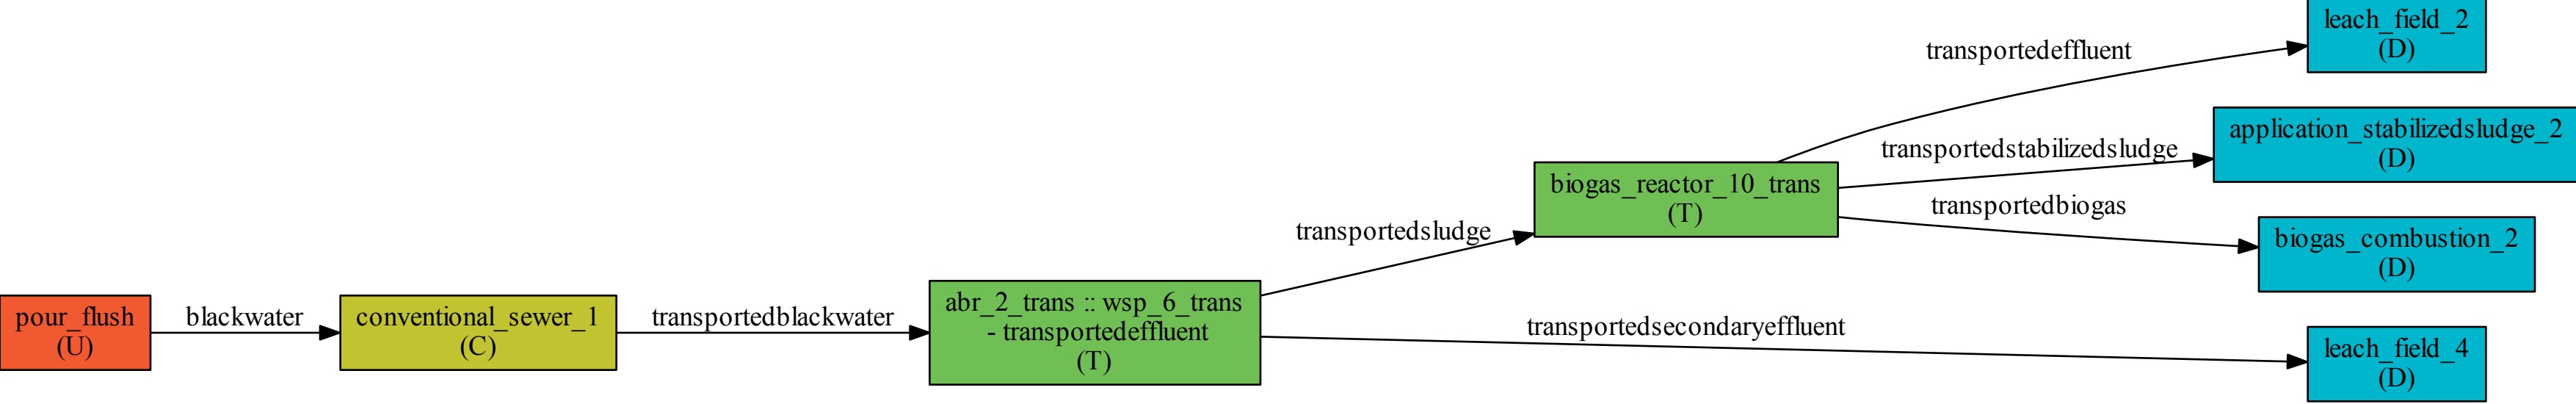 leach_field_2
(D)
transportedeffluent
application_stabilizedsludge_2
(D)
transportedstabilizedsludge
biogas_reactor_10_trans
(T)
transportedbiogas
biogas_combustion_2
(D)
transportedsludge
abr_2_trans :: wsp_6_trans
- transportedeffluent
(T)
pour_flush
(U)
blackwater
conventional_sewer_1
(C)
transportedblackwater
transportedsecondaryeffluent
leach_field_4
(D)